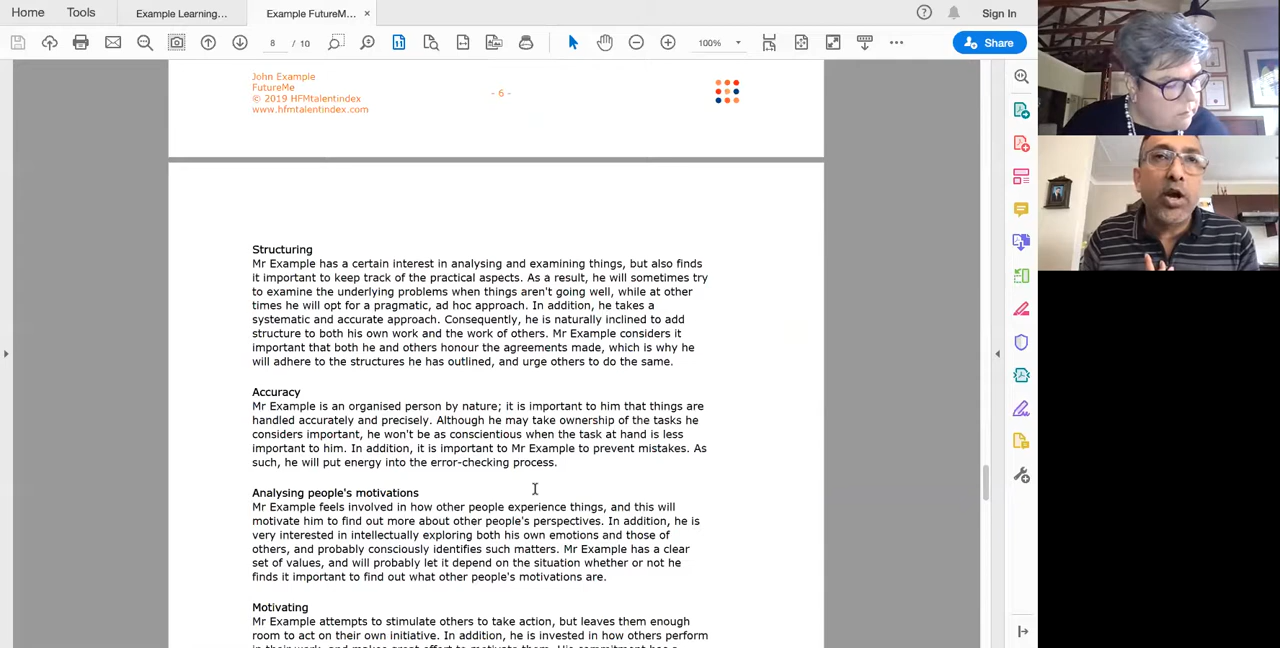 Home
Tools
Example Learning...
Example FutureM...
×
Sign In
8 / 10
100%
Share
John Example
FutureMe
© 2019 HFMtalentindex
www.hfmtalentindex.com
- 6 -
Structuring
Mr Example has a certain interest in analysing and examining things, but also finds
it important to keep track of the practical aspects. As a result, he will sometimes try
to examine the underlying problems when things aren't going well, while at other
times he will opt for a pragmatic, ad hoc approach. In addition, he takes a
systematic and accurate approach. Consequently, he is naturally inclined to add
structure to both his own work and the work of others. Mr Example considers it
important that both he and others honour the agreements made, which is why he
will adhere to the structures he has outlined, and urge others to do the same.
Accuracy
Mr Example is an organised person by nature; it is important to him that things are
handled accurately and precisely. Although he may take ownership of the tasks he
considers important, he won't be as conscientious when the task at hand is less
important to him. In addition, it is important to Mr Example to prevent mistakes. As
such, he will put energy into the error-checking process.
Analysing people's motivations
Mr Example feels involved in how other people experience things, and this will
motivate him to find out more about other people's perspectives. In addition, he is
very interested in intellectually exploring both his own emotions and those of
others, and probably consciously identifies such matters. Mr Example has a clear
set of values, and will probably let it depend on the situation whether or not he
finds it important to find out what other people's motivations are.
Motivating
Mr Example attempts to stimulate others to take action, but leaves them enough
room to act on their own initiative. In addition, he is invested in how others perform
in their work, and makes great effort to motivate them. His commitment has a